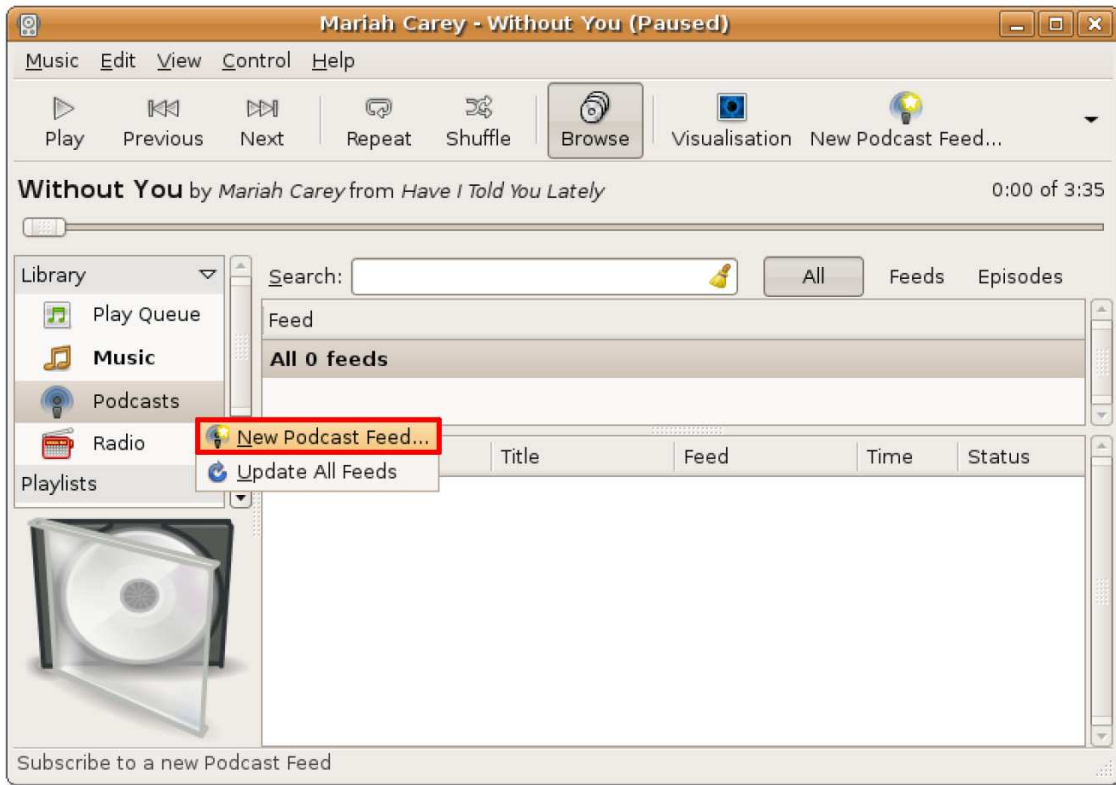 Mariah Carey - Without You (Paused)
Music Edit View Control Help
Play Previous Next Repeat Shuffle Browse Visualisation New Podcast Feed...
Without You by Mariah Carey from Have I Told You Lately 0:00 of 3:35
Library
Search: All Feeds Episodes
Play Queue
Feed
Music
All 0 feeds
Podcasts
Radio
New Podcast Feed...
Update All Feeds
Title Feed Time Status
Playlists
Subscribe to a new Podcast Feed